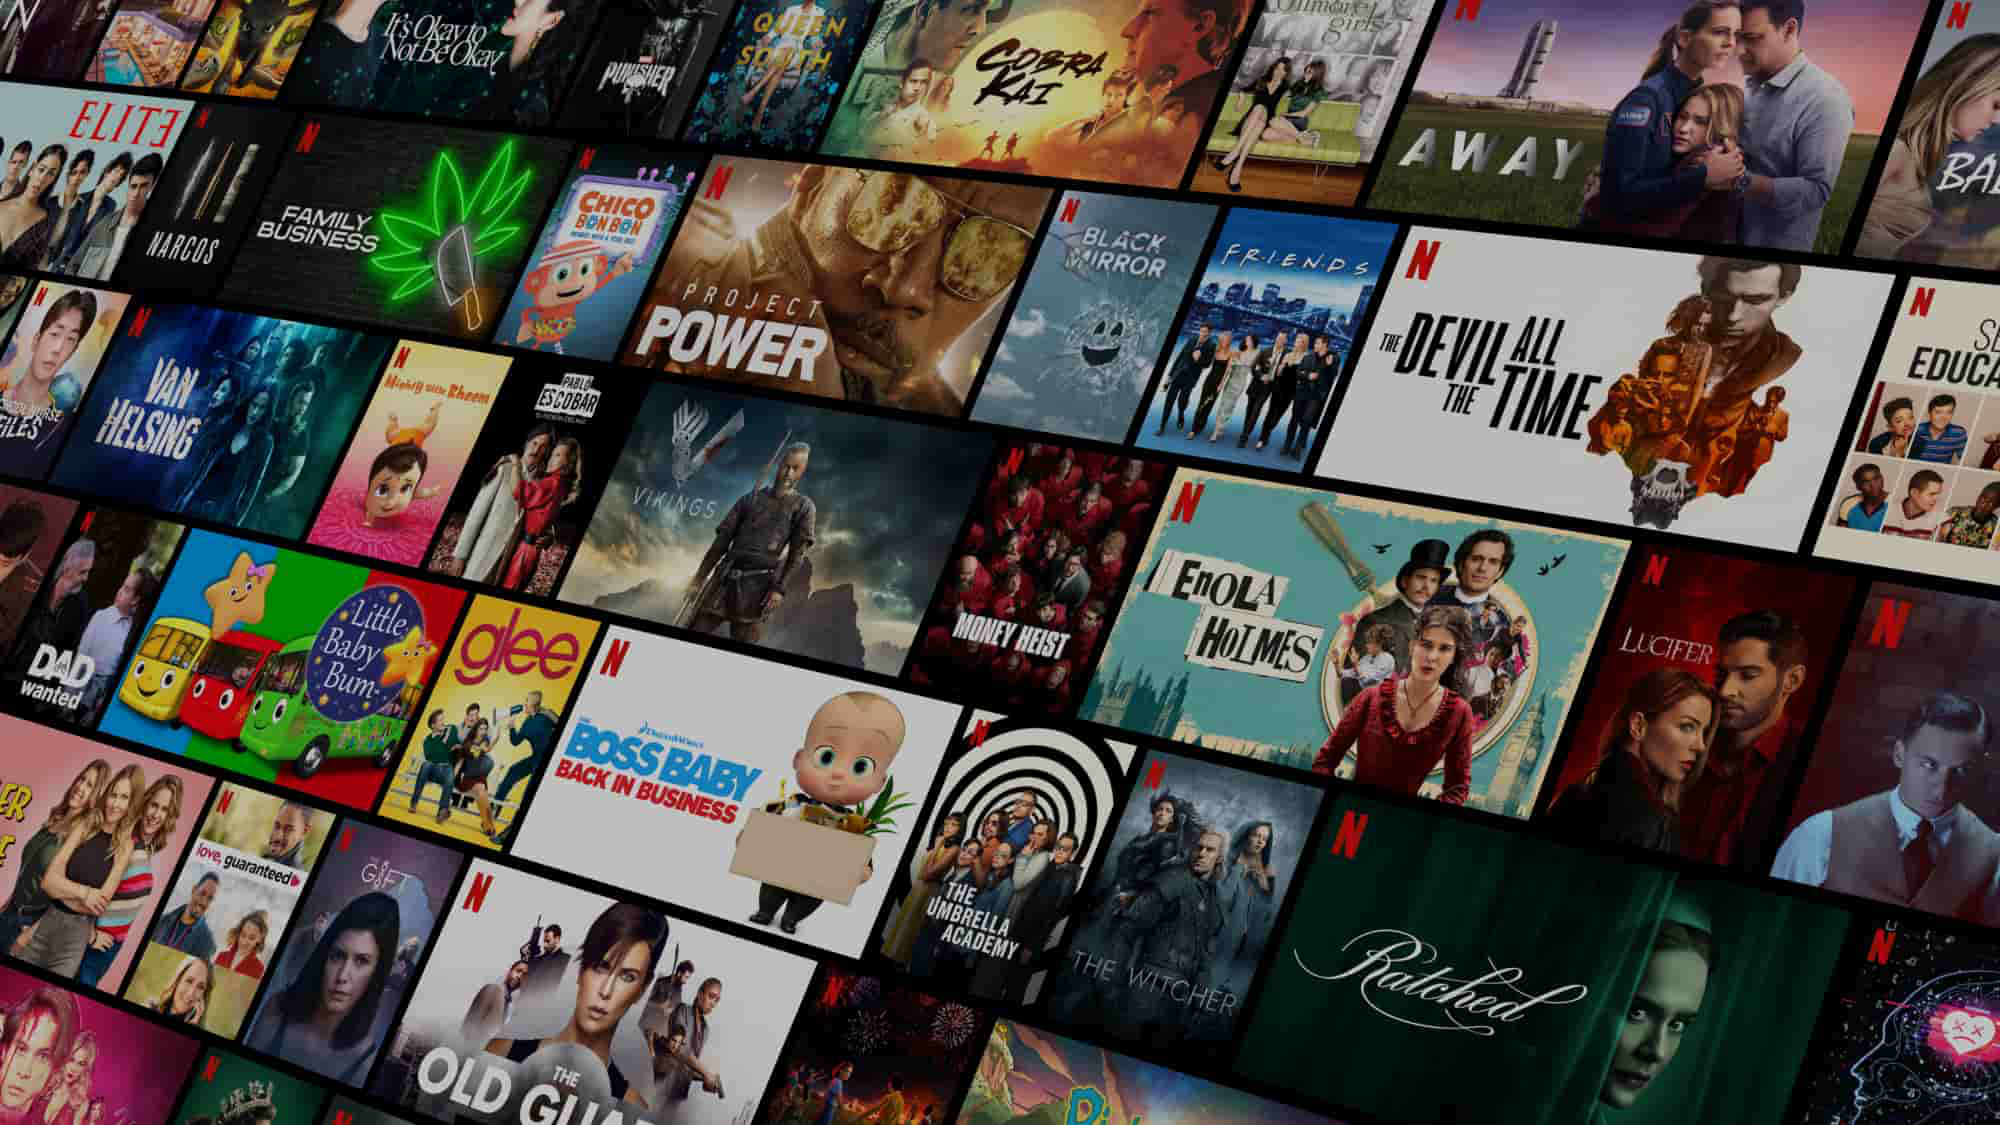 It's Okay to
Not Be Okay
PUNISHER
QUEEN
SOUTH
COBRA
KAI
Gilmore
girls
AWAY
ELITE
NARCOS
FAMILY
BUSINESS
CHICO
BON BON
PROJECT
POWER
BLACK
MIRROR
FRIENDS
THE DEVIL ALL
THE TIME
EDUCA
VAN
HELSING
Mighty Little Bheem
PABLO
ESCOBAR
VIKINGS
MONEY HEIST
ENOLA
HOLMES
LUCIFER
DAD
wanted
Little
Baby
Bum
glee
DREAMWORKS
THE
BOSS BABY
BACK IN BUSINESS
THE
UMBRELLA
ACADEMY
THE WITCHER
Ratched
love, guaranteed
THE
GIFT
THE
OLD GUA